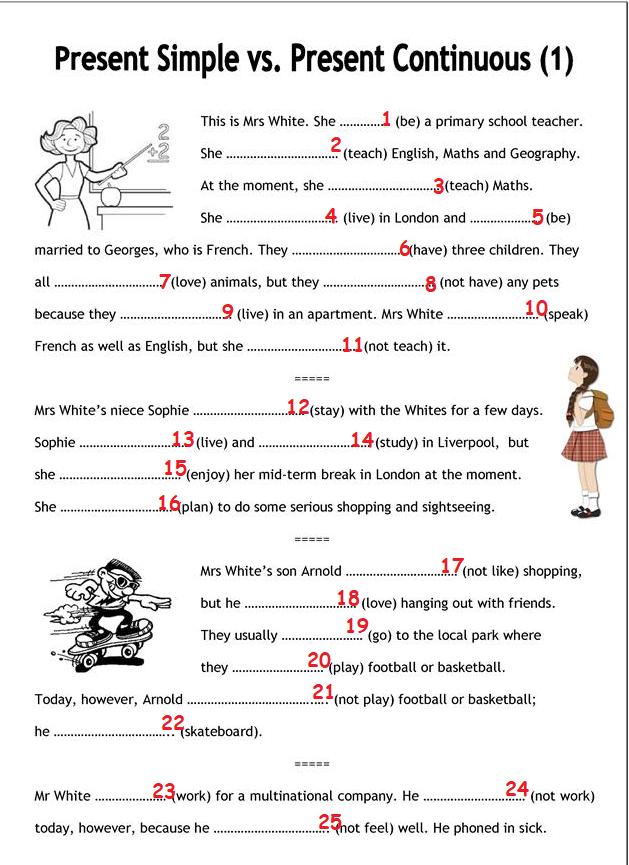 Present Simple vs. Present Continuous (1)
2
+2
This is Mrs White. She ............1 (be) a primary school teacher.
She ................................2 (teach) English, Maths and Geography.
At the moment, she ................................3 (teach) Maths.
She ..............................4 (live) in London and ...................5 (be)
married to Georges, who is French. They ................................6 (have) three children. They
all ................................7 (love) animals, but they ................................8 (not have) any pets
because they ................................9 (live) in an apartment. Mrs White ..........................10 (speak)
French as well as English, but she ................................11 (not teach) it.
=====
Mrs White's niece Sophie ................................12 (stay) with the Whites for a few days.
Sophie ..............................13 (live) and ................................14 (study) in Liverpool, but
she ................................15 (enjoy) her mid-term break in London at the moment.
She ................................16 (plan) to do some serious shopping and sightseeing.
=====
Mrs White's son Arnold ................................17 (not like) shopping,
but he ................................18 (love) hanging out with friends.
They usually ........................19 (go) to the local park where
they ..........................20 (play) football or basketball.
Today, however, Arnold ........................................21 (not play) football or basketball;
he ..................................22 (skateboard).
=====
Mr White .....................23 (work) for a multinational company. He ..............................24 (not work)
today, however, because he ................................25 (not feel) well. He phoned in sick.